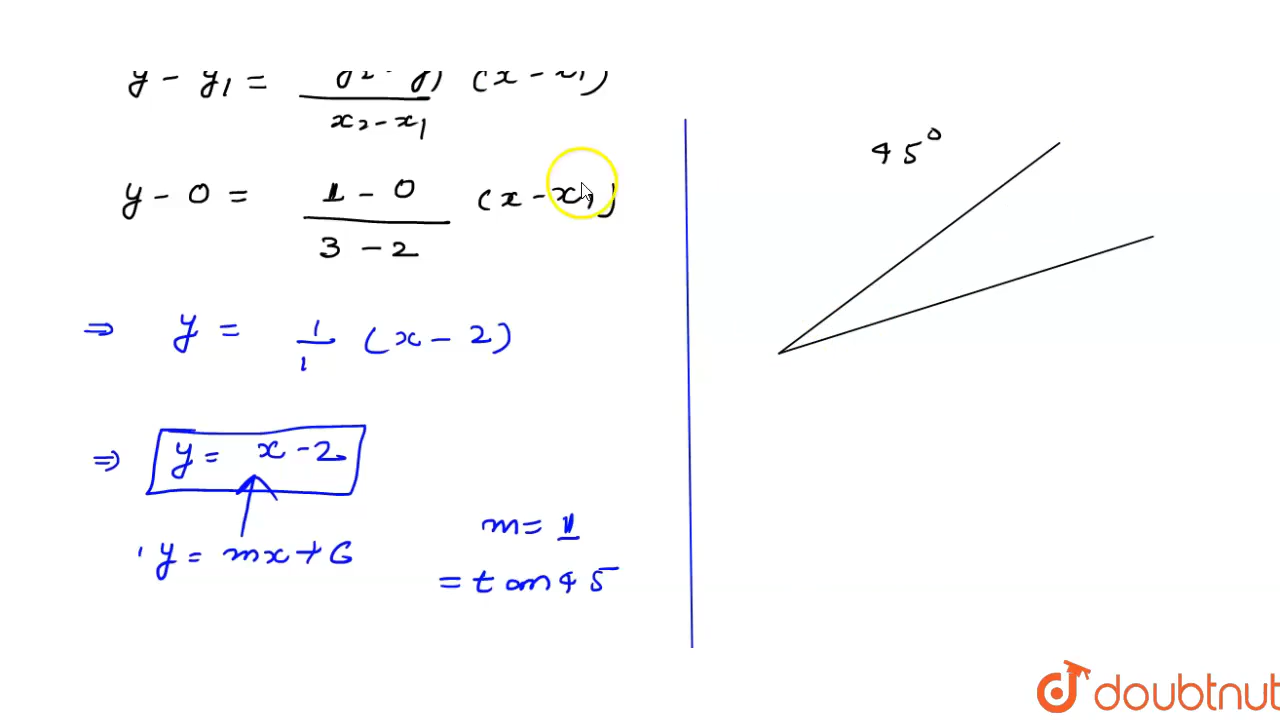 y - y₁ = y₂ - y₁ (x - x₁)
x₂ - x₁
y - 0 = 1 - 0 (x - x₁)
3 - 2
⇒ y = 1/1 (x - 2)
⇒ y = x - 2
y = mx + C
m = 1
= tan 45
45°
doubtnut